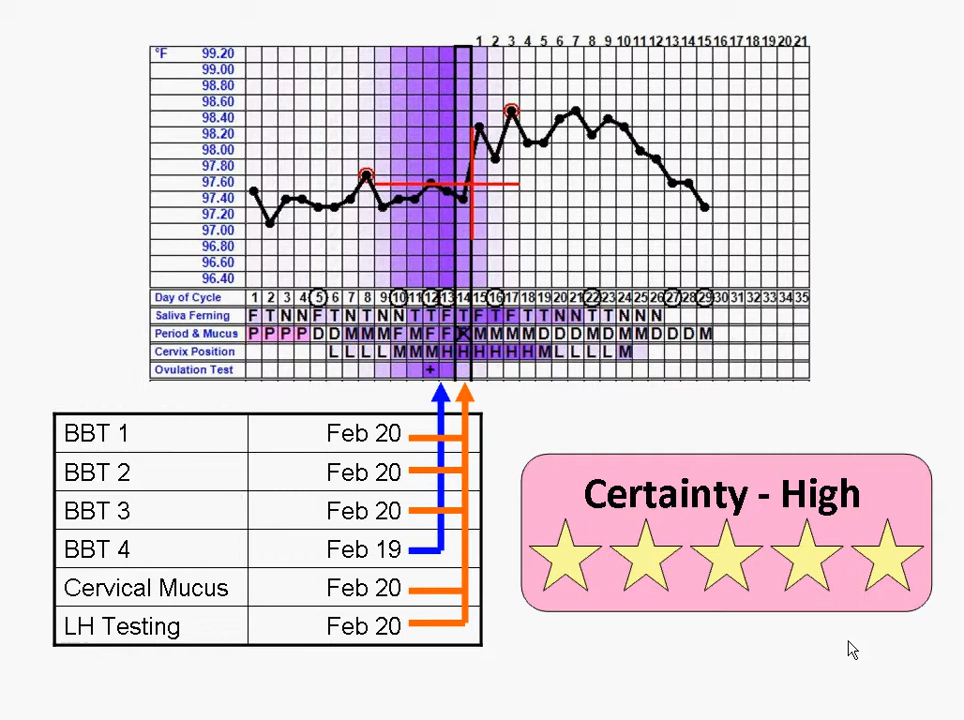 1 2 3 4 5 6 7 8 9 10 11 12 13 14 15 16 17 18 19 20 21
°F 99.20
99.00
98.80
98.60
98.40
98.20
98.00
97.80
97.60
97.40
97.20
97.00
96.80
96.60
96.40
Day of Cycle 1 2 3 4 5 6 7 8 9 10 11 12 13 14 15 16 17 18 19 20 21 22 23 24 25 26 27 28 29 30 31 32 33 34 35
Saliva Ferning F T N N F T N T N N T T F T F T F T T N N T T N N N
Period & Mucus P P P P D D M M M F M F F X M M M M D D D M D M M D D D M
Cervix Position L L L L M M M H H H H H H M L L L L M
Ovulation Test +
BBT 1 Feb 20
BBT 2 Feb 20
BBT 3 Feb 20
BBT 4 Feb 19
Cervical Mucus Feb 20
LH Testing Feb 20
Certainty - High